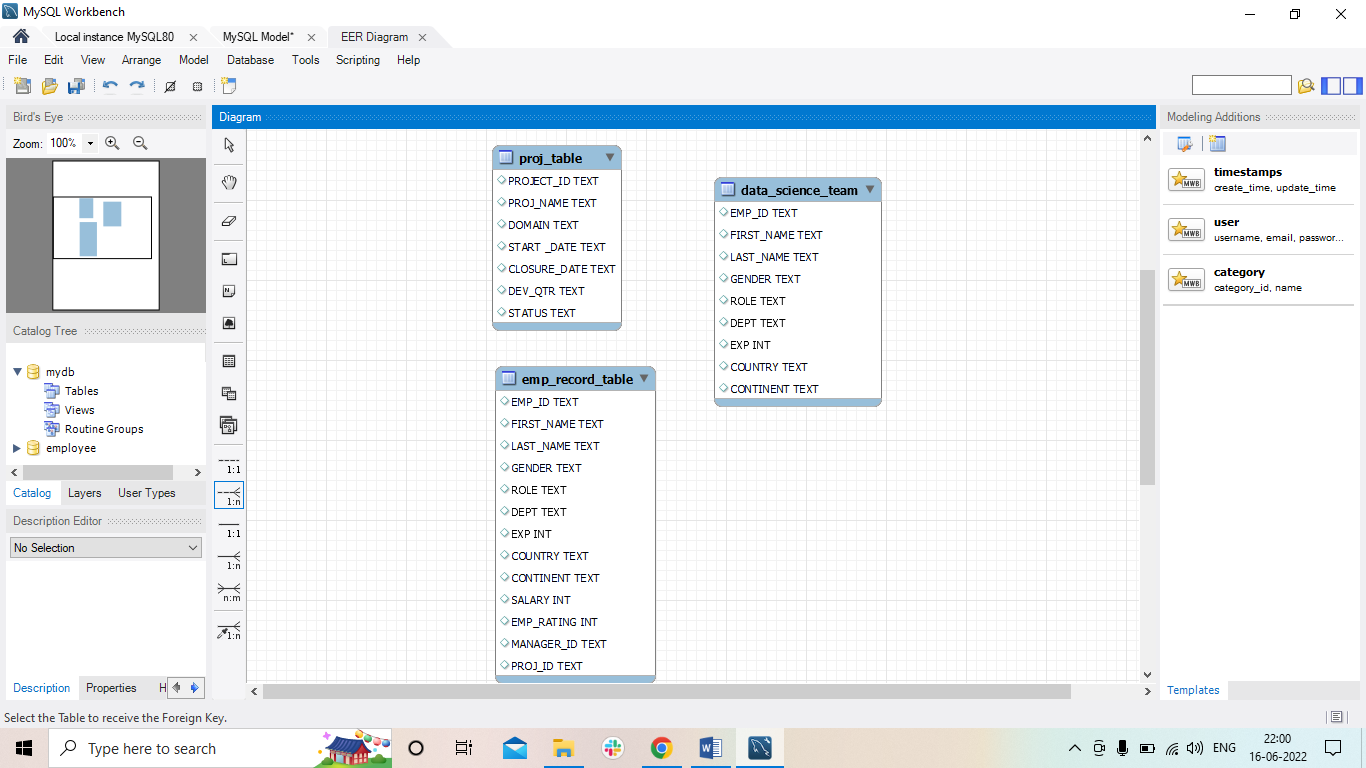 MySQL Workbench
Local instance MySQL80
MySQL Model*
EER Diagram
File Edit View Arrange Model Database Tools Scripting Help
Bird's Eye
Zoom: 100%
Catalog Tree
mydb
Tables
Views
Routine Groups
employee
Catalog Layers User Types
Description Editor
No Selection
Description Properties H
Diagram
1:1
1:n
1:1
1:n
n:m
1:n
proj_table
PROJECT_ID TEXT
PROJ_NAME TEXT
DOMAIN TEXT
START _DATE TEXT
CLOSURE_DATE TEXT
DEV_QTR TEXT
STATUS TEXT
data_science_team
EMP_ID TEXT
FIRST_NAME TEXT
LAST_NAME TEXT
GENDER TEXT
ROLE TEXT
DEPT TEXT
EXP INT
COUNTRY TEXT
CONTINENT TEXT
emp_record_table
EMP_ID TEXT
FIRST_NAME TEXT
LAST_NAME TEXT
GENDER TEXT
ROLE TEXT
DEPT TEXT
EXP INT
COUNTRY TEXT
CONTINENT TEXT
SALARY INT
EMP_RATING INT
MANAGER_ID TEXT
PROJ_ID TEXT
Modeling Additions
MWB
timestamps
create_time, update_time
MWB
user
username, email, passwor...
MWB
category
category_id, name
Templates
Select the Table to receive the Foreign Key.
Type here to search
ENG
22:00
16-06-2022